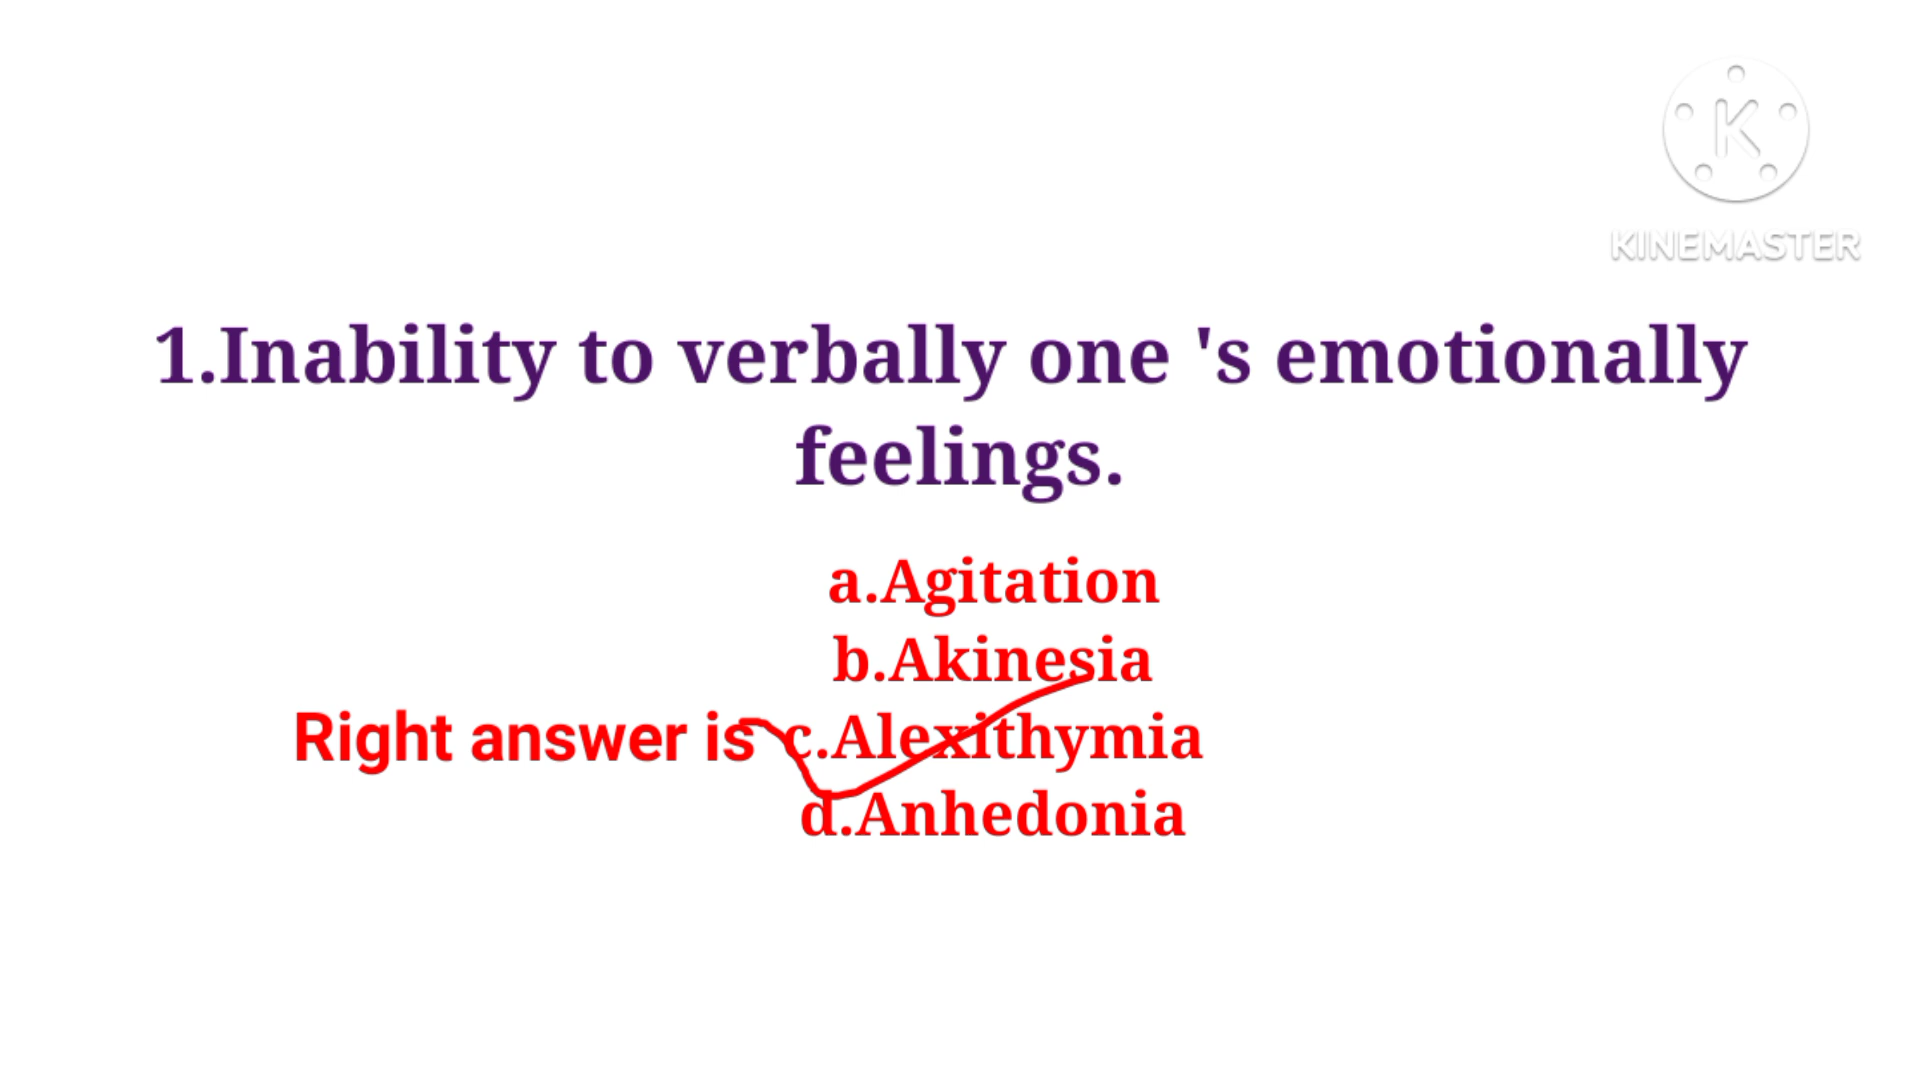 K
KINEMASTER
1.Inability to verbally one 's emotionally
feelings.
a.Agitation
b.Akinesia
Right answer is c.Alexithymia
d.Anhedonia